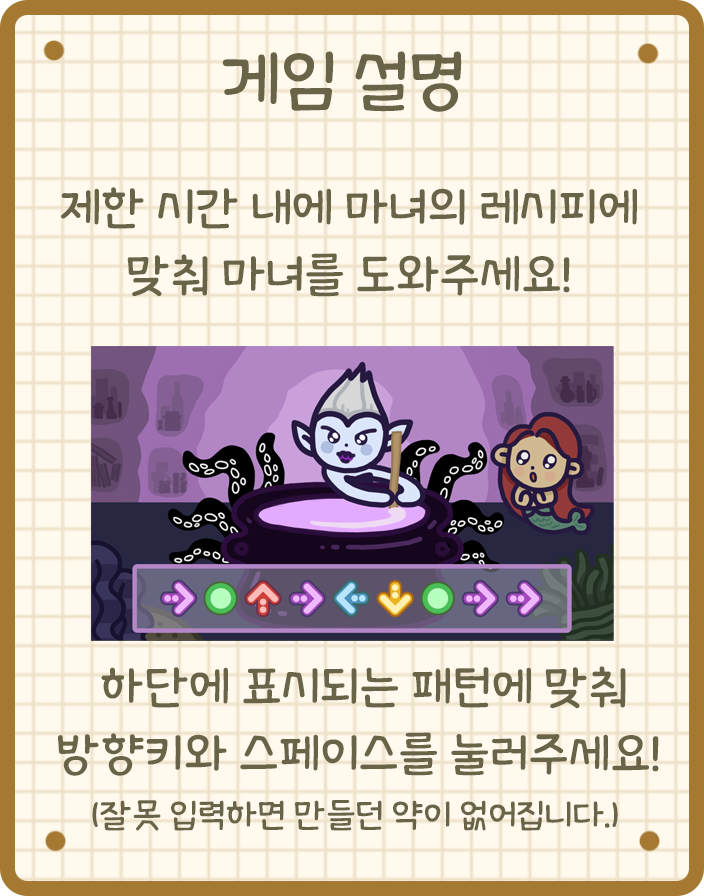 게임 설명
제한 시간 내에 마녀의 레시피에
맞춰 마녀를 도와주세요!
하단에 표시되는 패턴에 맞춰
방향키와 스페이스를 눌러주세요!
(잘못 입력하면 만들던 약이 없어집니다.)